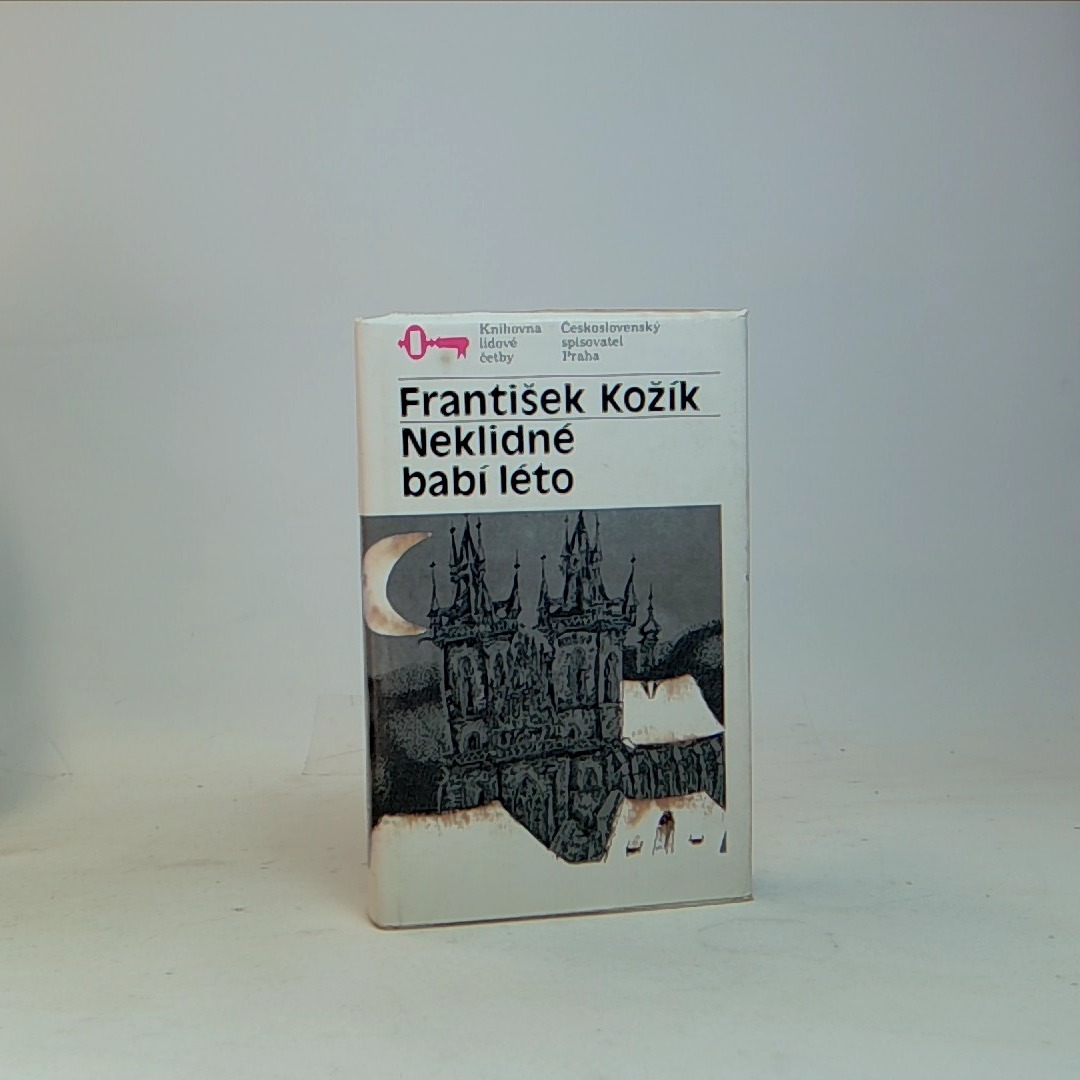 Knihovna
lidové
četby
Československý
spisovatel
Praha
František Kožík
Neklidné
babí léto